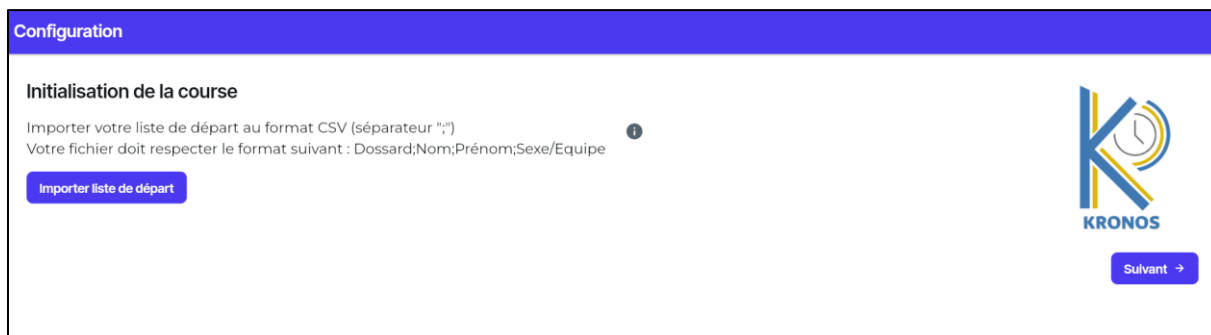 Configuration
Initialisation de la course
Importer votre liste de départ au format CSV (séparateur ";")
Votre fichier doit respecter le format suivant : Dossard;Nom;Prénom;Sexe/Equipe
Importer liste de départ
KRONOS
Suivant →